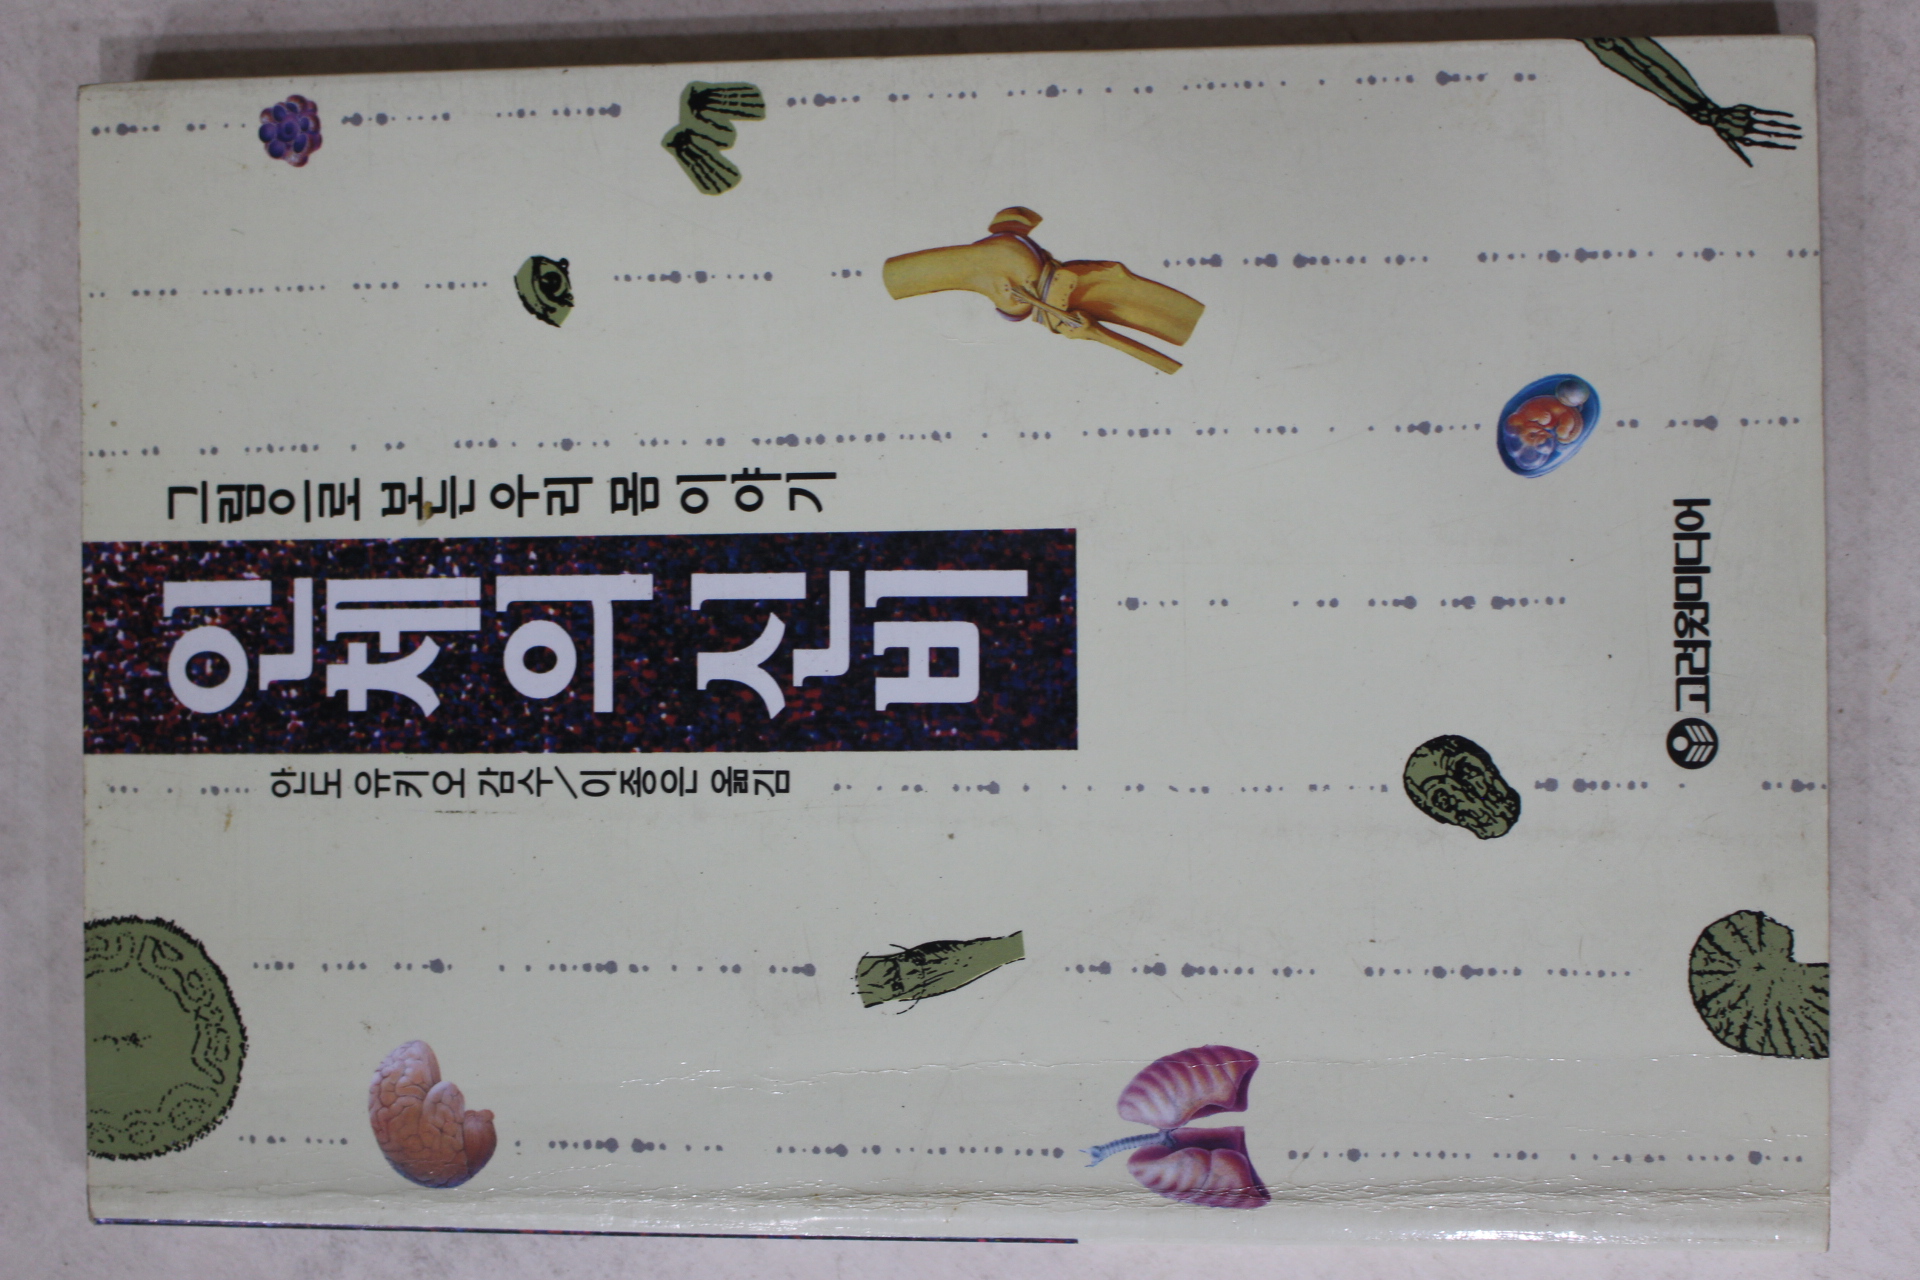 그림으로 보는 우리 몸 이야기
인체의 신비
안도 유키오 감수/이종은 옮김
고려원미디어